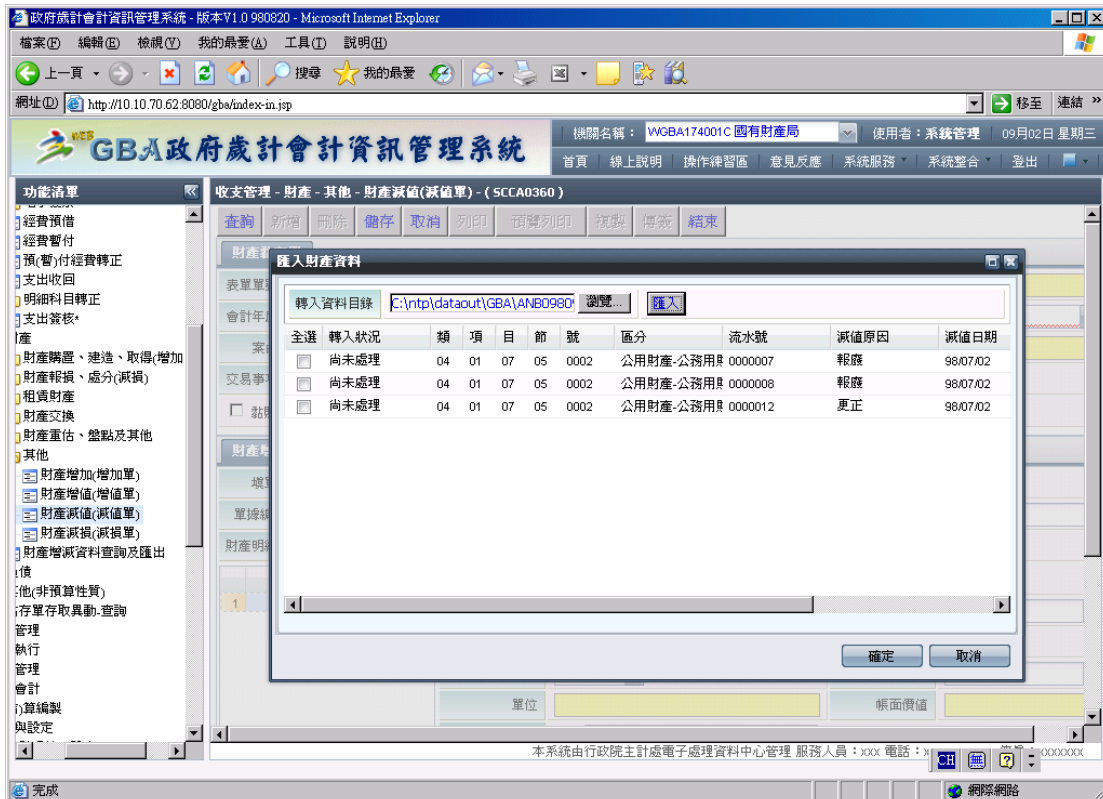 政府歲計會計資訊管理系統 - 版本V1.0 980820 - Microsoft Internet Explorer
檔案(F) 編輯(E) 檢視(V) 我的最愛(A) 工具(T) 說明(H)
上一頁 搜尋 我的最愛
網址(D) http://10.10.70.62:8080/gba/index-in.jsp 移至 連結 »
WEB GBA政府歲計會計資訊管理系統
機關名稱： WGBA174001C 國有財產局 使用者：系統管理 09月02日 星期三
首頁 線上說明 操作練習區 意見反應 系統服務 系統整合 登出
功能清單
收支管理 - 財產 - 其他 - 財產減值(減值單) - ( SCCA0360 )
查詢 新增 刪除 儲存 取消 列印 預覽列印 複製 傳簽 結束
經費預借
經費暫付
預(暫)付經費轉正
支出收回
明細科目轉正
支出簽核*
產
財產購置、建造、取得(增加
財產報損、處分(減損)
租賃財產
財產交換
財產重估、盤點及其他
其他
財產增加(增加單)
財產增值(增值單)
財產減值(減值單)
財產減損(減損單)
財產增減資料查詢及匯出
債
他(非預算性質)
存單存取異動-查詢
管理
執行
管理
會計
)算編製
與設定
財產
表單單
會計年
案
交易事
黏
財產
填
單據編
財產明細
1
匯入財產資料
轉入資料目錄 C:\ntp\dataout\GBA\ANB0980 瀏覽... 匯入
全選 轉入狀況 類 項 目 節 號 區分 流水號 減值原因 減值日期
尚未處理 04 01 07 05 0002 公用財產-公務用 0000007 報廢 98/07/02
尚未處理 04 01 07 05 0002 公用財產-公務用 0000008 報廢 98/07/02
尚未處理 04 01 07 05 0002 公用財產-公務用 0000012 更正 98/07/02
確定 取消
單位 帳面價值
本系統由行政院主計處電子處理資料中心管理 服務人員：xxx 電話：x
xxxxxx
CH
完成 網際網路